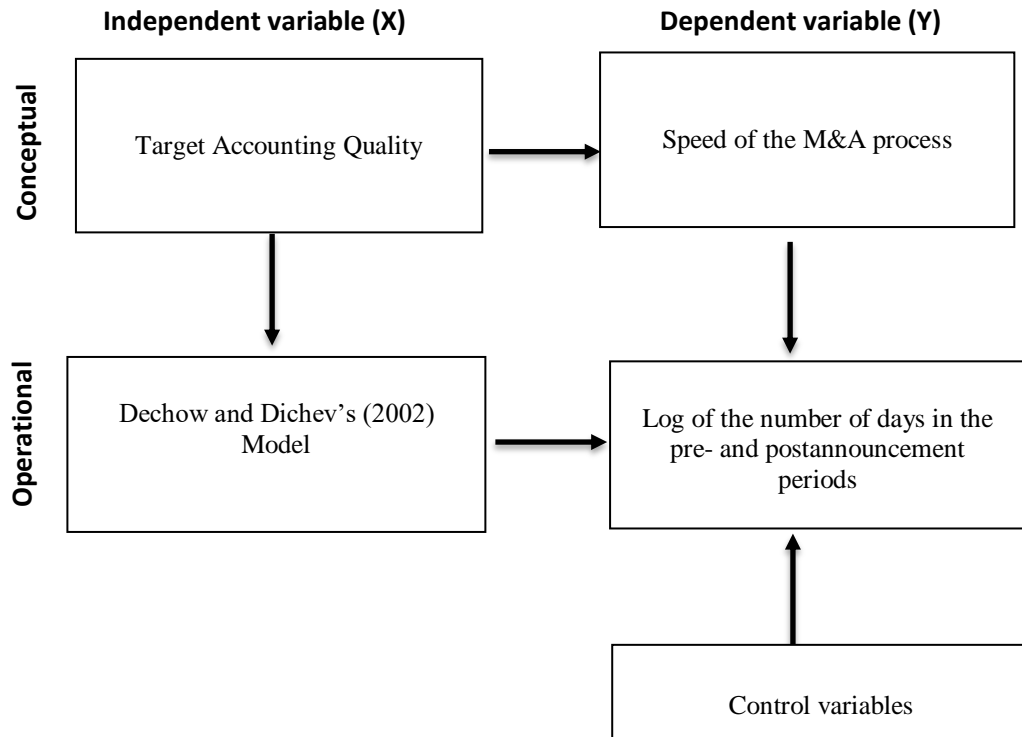 Independent variable (X)
Dependent variable (Y)
Conceptual
Target Accounting Quality
Speed of the M&A process
Operational
Dechow and Dichev’s (2002)
Model
Log of the number of days in the
pre- and postannouncement
periods
Control variables